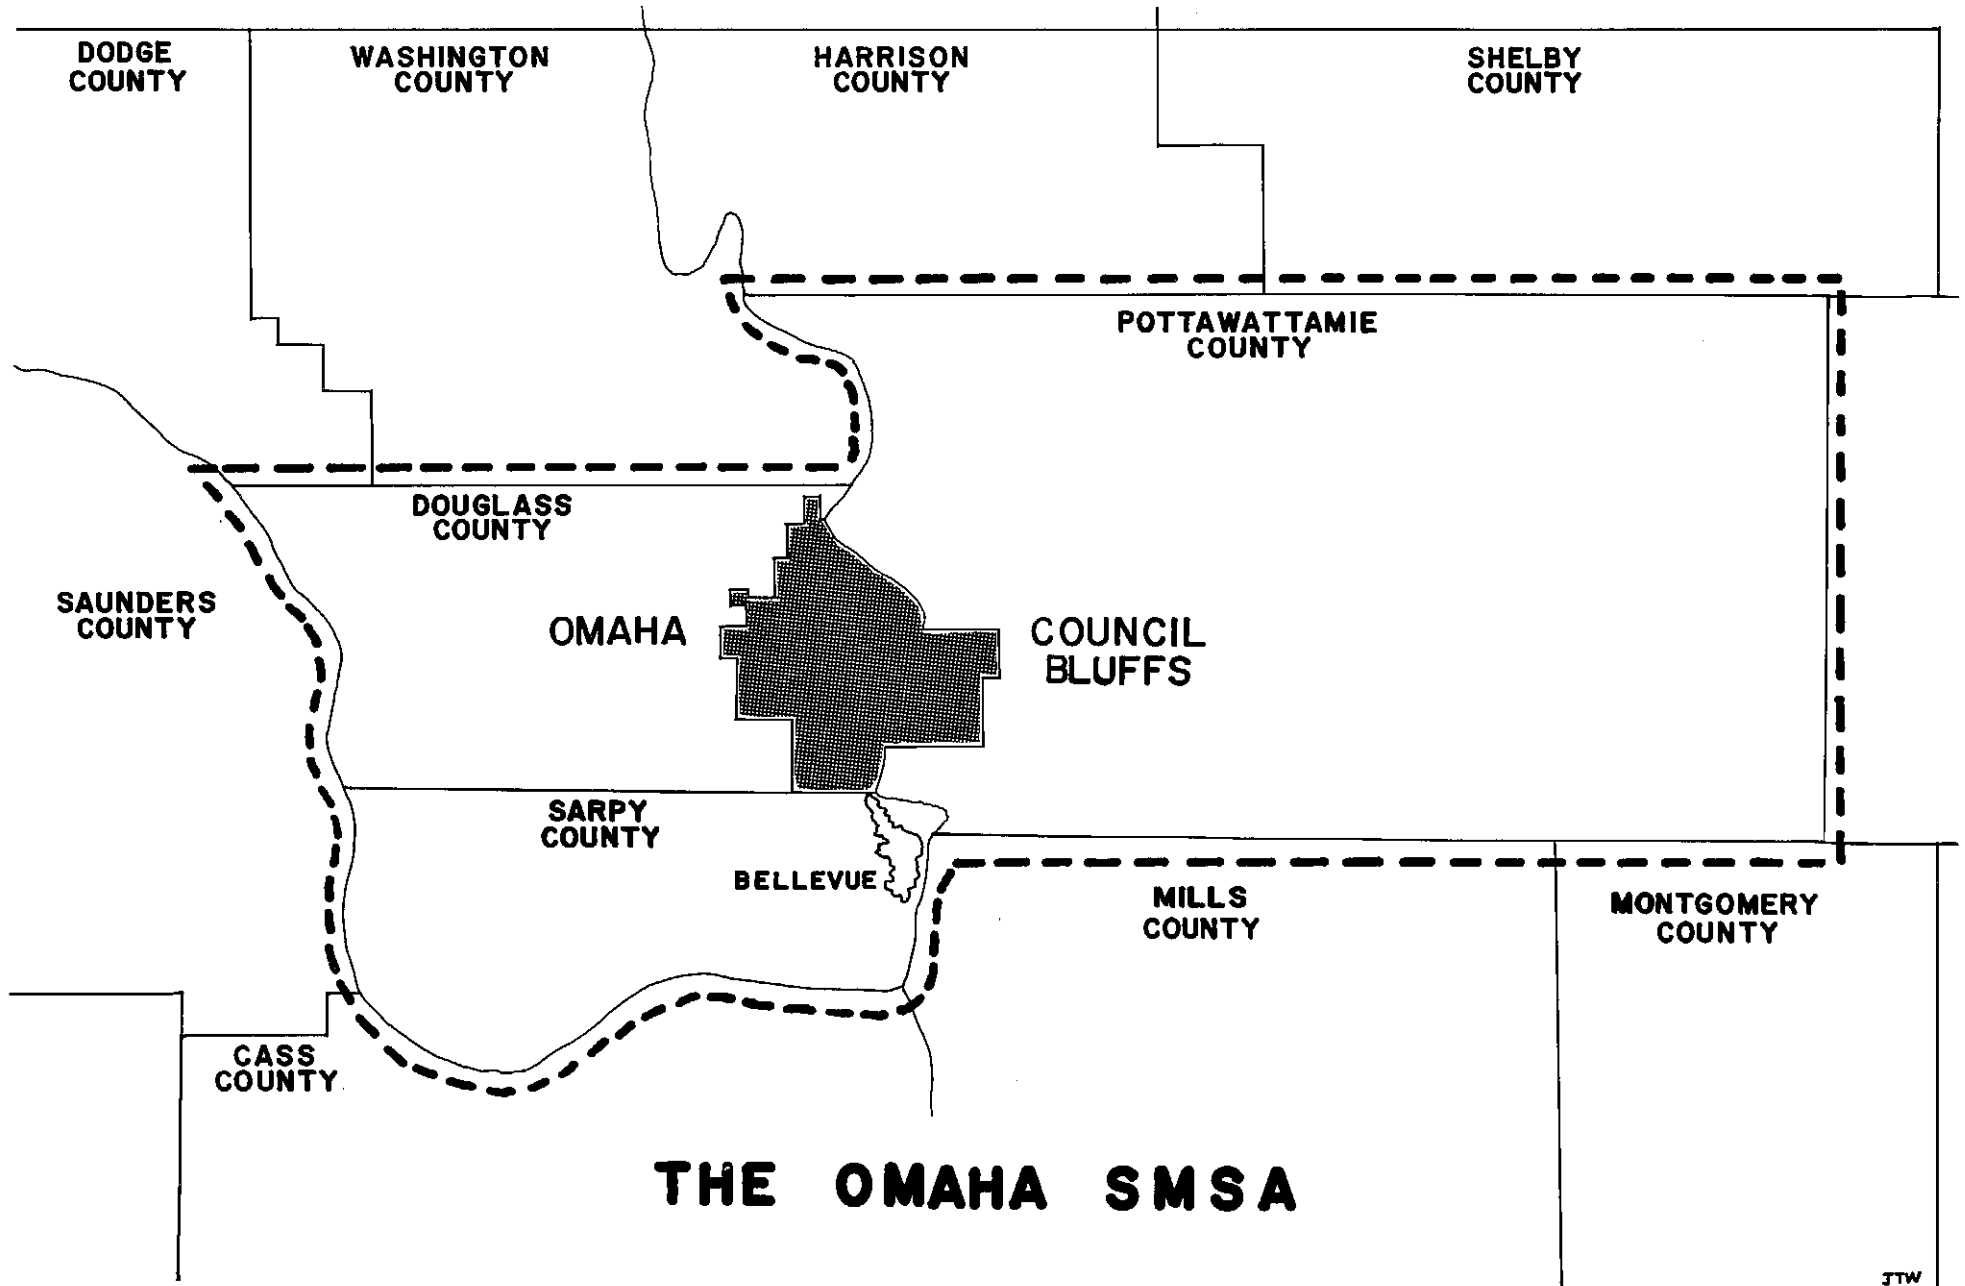 DODGE
COUNTY
WASHINGTON
COUNTY
HARRISON
COUNTY
SHELBY
COUNTY
POTTAWATTAMIE
COUNTY
DOUGLASS
COUNTY
SAUNDERS
COUNTY
OMAHA
COUNCIL
BLUFFS
SARPY
COUNTY
BELLEVUE
MILLS
COUNTY
MONTGOMERY
COUNTY
CASS
COUNTY
THE OMAHA SMSA
JTW